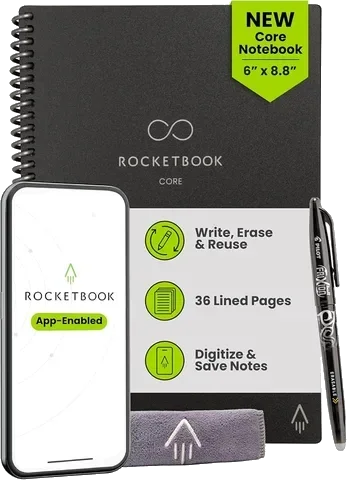 NEW
Core
Notebook
6” x 8.8”
ROCKETBOOK
CORE
Write, Erase
& Reuse
36 Lined Pages
Digitize &
Save Notes
ROCKETBOOK
App-Enabled
PILOT
FRIXION
ERASABLE